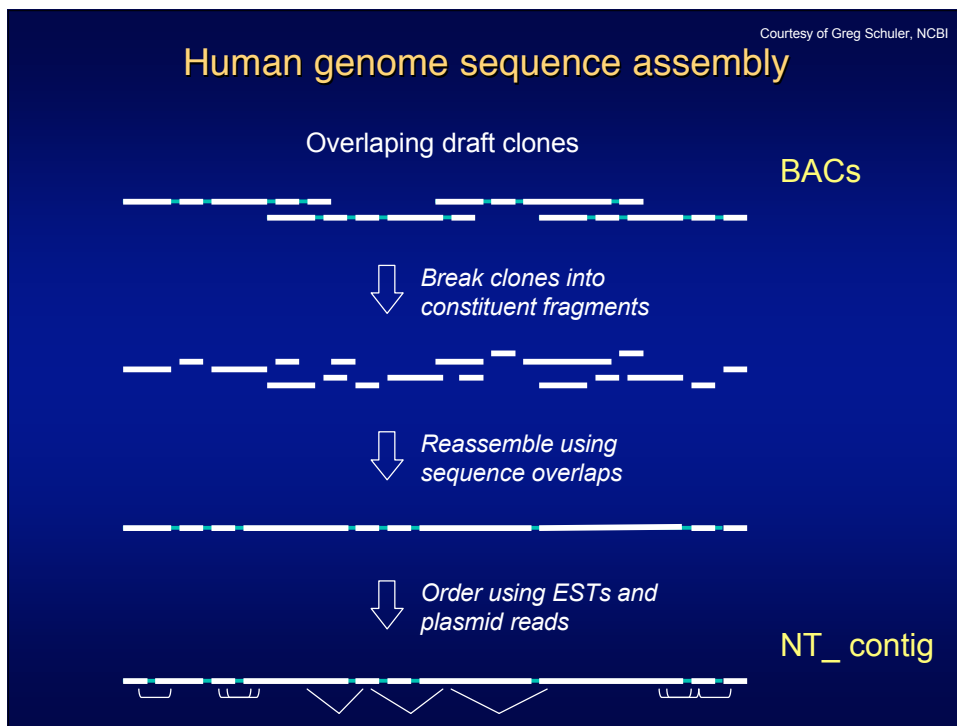 Courtesy of Greg Schuler, NCBI
Human genome sequence assembly
Overlaping draft clones
BACs
Break clones into
constituent fragments
Reassemble using
sequence overlaps
Order using ESTs and
plasmid reads
NT_ contig